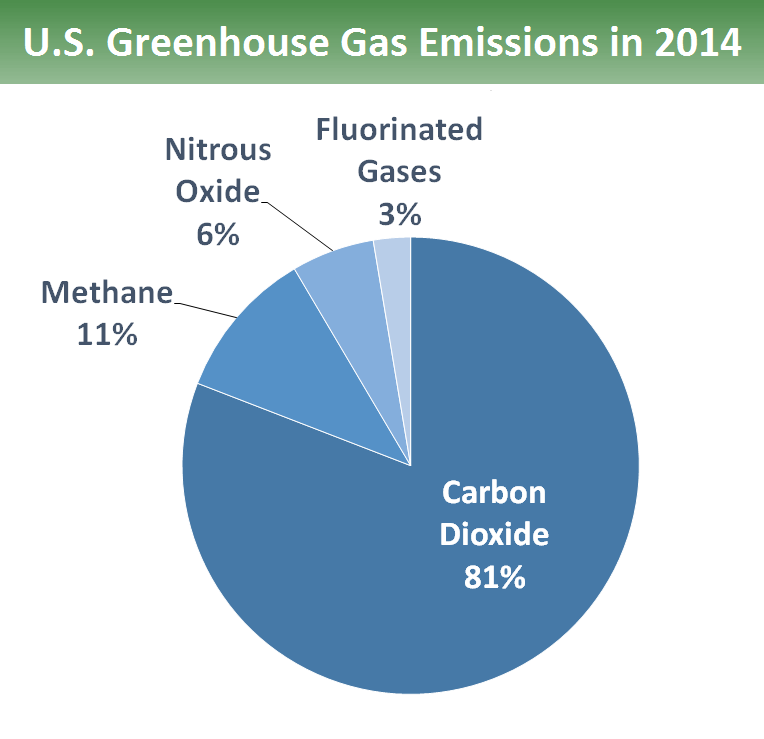 U.S. Greenhouse Gas Emissions in 2014
Fluorinated
Gases
3%
Nitrous
Oxide
6%
Methane
11%
Carbon
Dioxide
81%